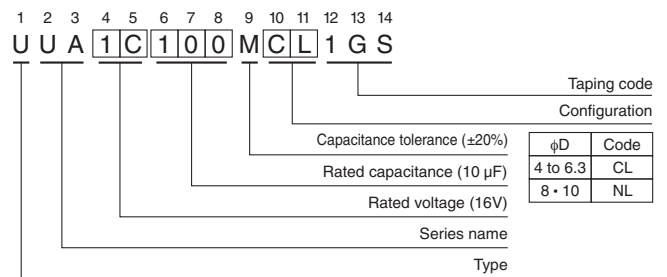 1 2 3 4 5 6 7 8 9 10 11 12 13 14
U U A 1 C 1 0 0 M C L 1 G S
Taping code
Configuration
Capacitance tolerance (±20%)
Rated capacitance (10 µF)
Rated voltage (16V)
Series name
Type
ϕD Code
4 to 6.3 CL
8 • 10 NL